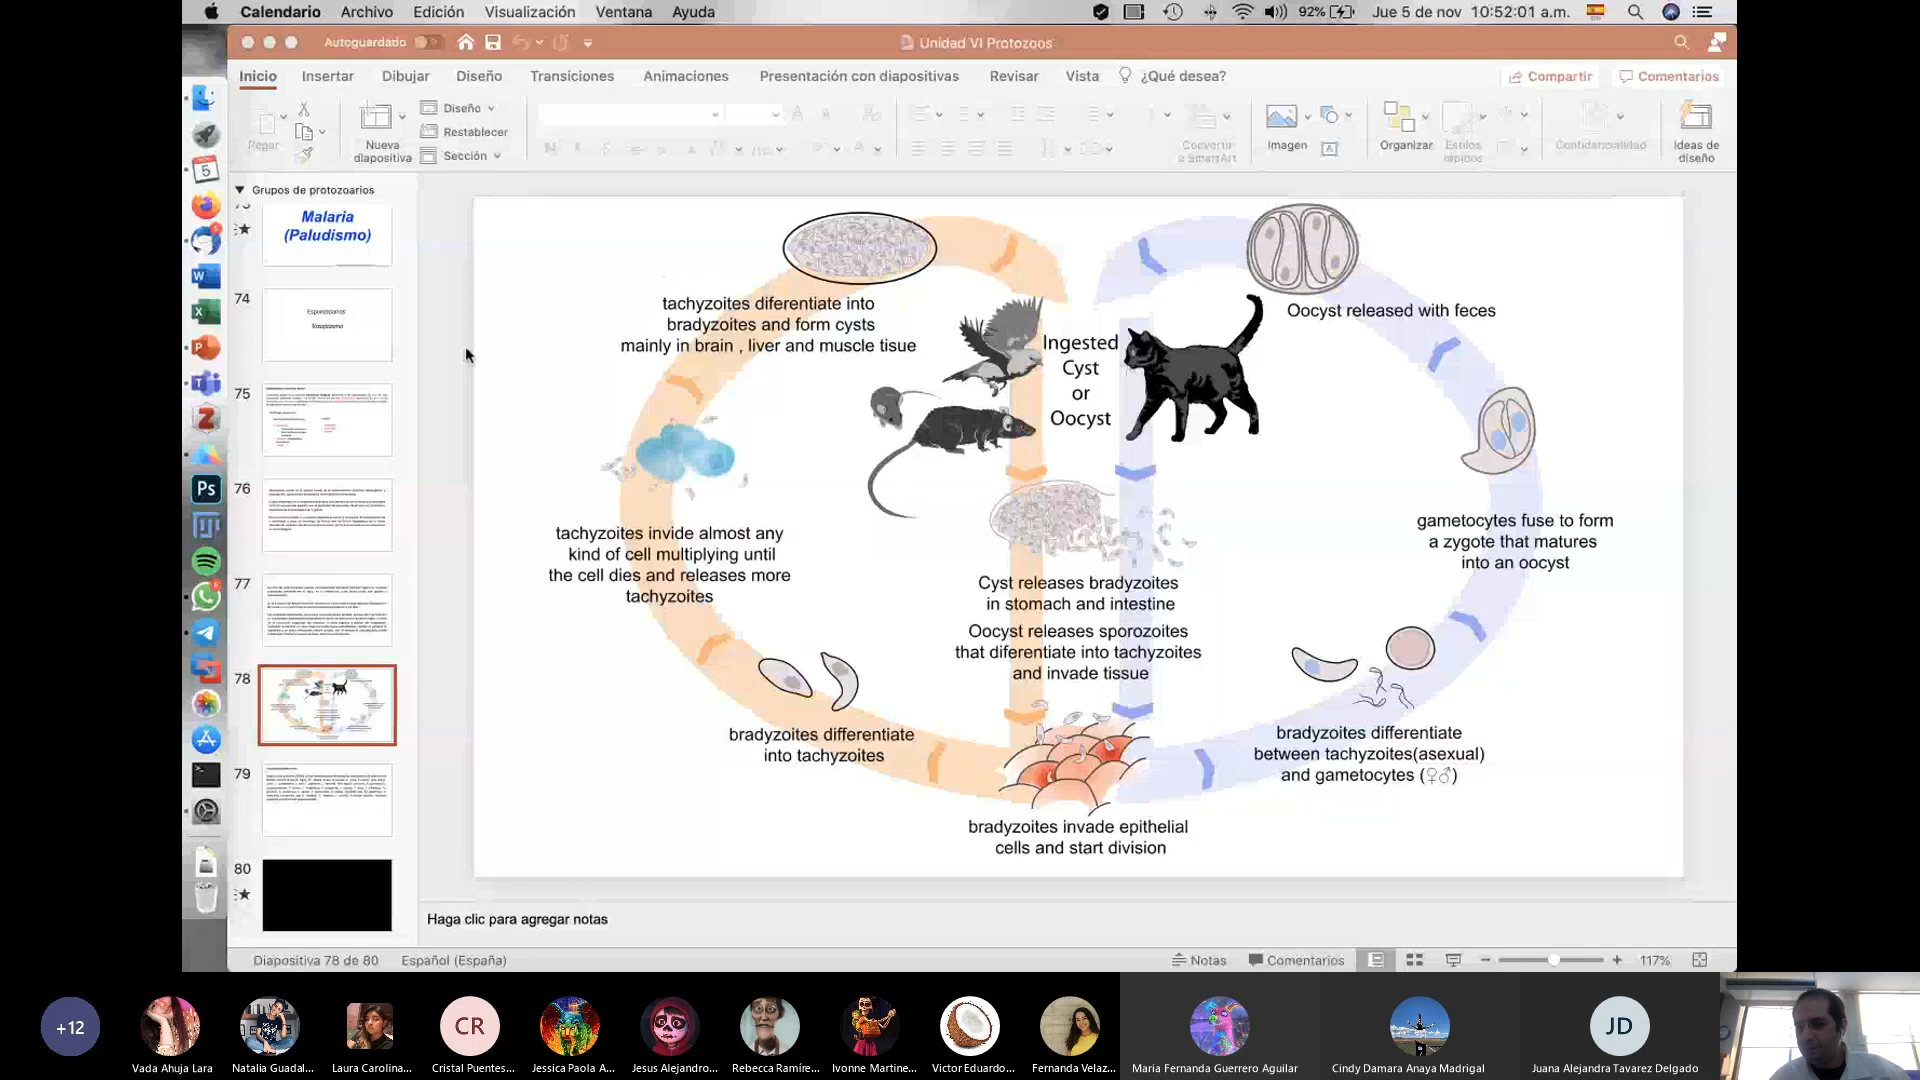 Calendario Archivo Edición Visualización Ventana Ayuda
92% Jue 5 de nov 10:52:01 a.m.
Autoguardado
Unidad VI Protozoos
Inicio Insertar Dibujar Diseño Transiciones Animaciones Presentación con diapositivas Revisar Vista ¿Qué desea?
Compartir Comentarios
Pegar
Nueva diapositiva
Diseño
Restablecer
Sección
Convertir a SmartArt
Imagen
Organizar
Estilos rápidos
Confidencialidad
Ideas de diseño
Grupos de protozoarios
73
Malaria
(Paludismo)
74
Toxoplasma
75
76
77
78
79
80
tachyzoites diferentiate into
bradyzoites and form cysts
mainly in brain , liver and muscle tisue
Ingested
Cyst
or
Oocyst
Oocyst released with feces
tachyzoites invide almost any
kind of cell multiplying until
the cell dies and releases more
tachyzoites
gametocytes fuse to form
a zygote that matures
into an oocyst
Cyst releases bradyzoites
in stomach and intestine
Oocyst releases sporozoites
that diferentiate into tachyzoites
and invade tissue
bradyzoites differentiate
into tachyzoites
bradyzoites differentiate
between tachyzoites(asexual)
and gametocytes (♀♂)
bradyzoites invade epithelial
cells and start division
Haga clic para agregar notas
Diapositiva 78 de 80 Español (España)
Notas Comentarios 117%
+12
CR
JD
Vada Ahuja Lara
Natalia Guadal...
Laura Carolina...
Cristal Puentes...
Jessica Paola A...
Jesus Alejandro...
Rebecca Ramíre...
Ivonne Martine...
Victor Eduardo...
Fernanda Velaz...
Maria Fernanda Guerrero Aguilar
Cindy Damara Anaya Madrigal
Juana Alejandra Tavarez Delgado